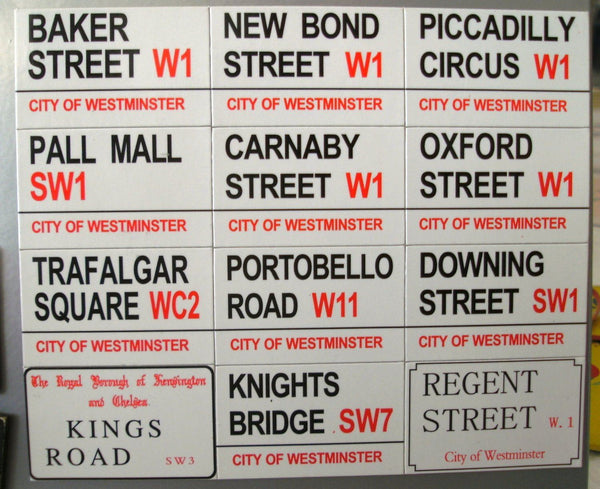 BAKER
STREET W1
CITY OF WESTMINSTER
NEW BOND
STREET W1
CITY OF WESTMINSTER
PICCADILLY
CIRCUS W1
CITY OF WESTMINSTER
PALL MALL
SW1
CITY OF WESTMINSTER
CARNABY
STREET W1
CITY OF WESTMINSTER
OXFORD
STREET W1
CITY OF WESTMINSTER
TRAFALGAR
SQUARE WC2
CITY OF WESTMINSTER
PORTOBELLO
ROAD W11
CITY OF WESTMINSTER
DOWNING
STREET SW1
CITY OF WESTMINSTER
The Royal Borough of Kensington
and Chelsea.
KINGS
ROAD SW3
KNIGHTS
BRIDGE SW7
CITY OF WESTMINSTER
REGENT
STREET W.1
City of Westminster